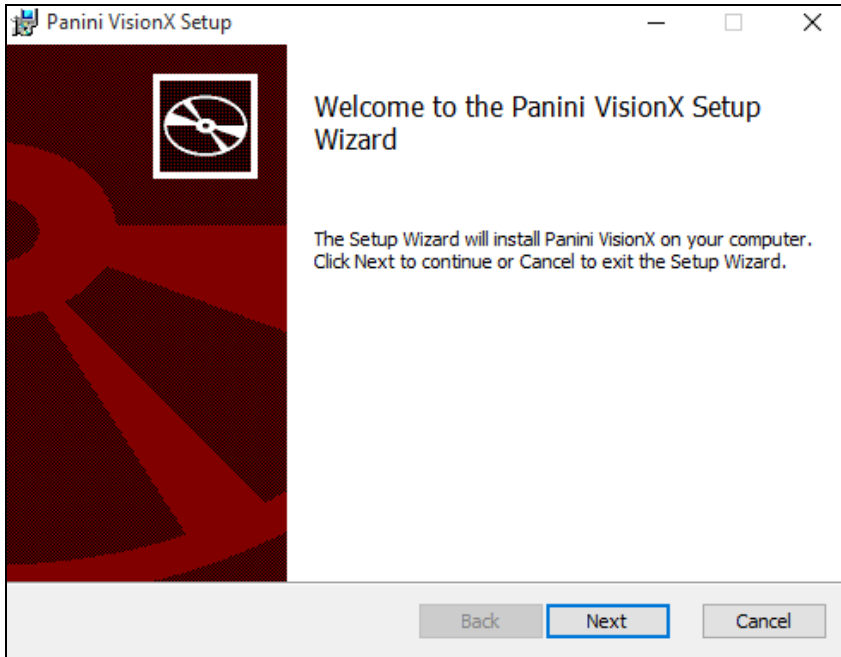 Panini VisionX Setup
Welcome to the Panini VisionX Setup
Wizard
The Setup Wizard will install Panini VisionX on your computer.
Click Next to continue or Cancel to exit the Setup Wizard.
Back Next Cancel